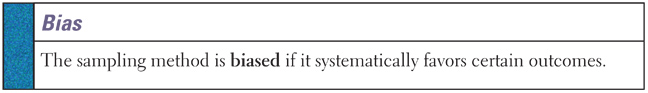 Bias
The sampling method is biased if it systematically favors certain outcomes.